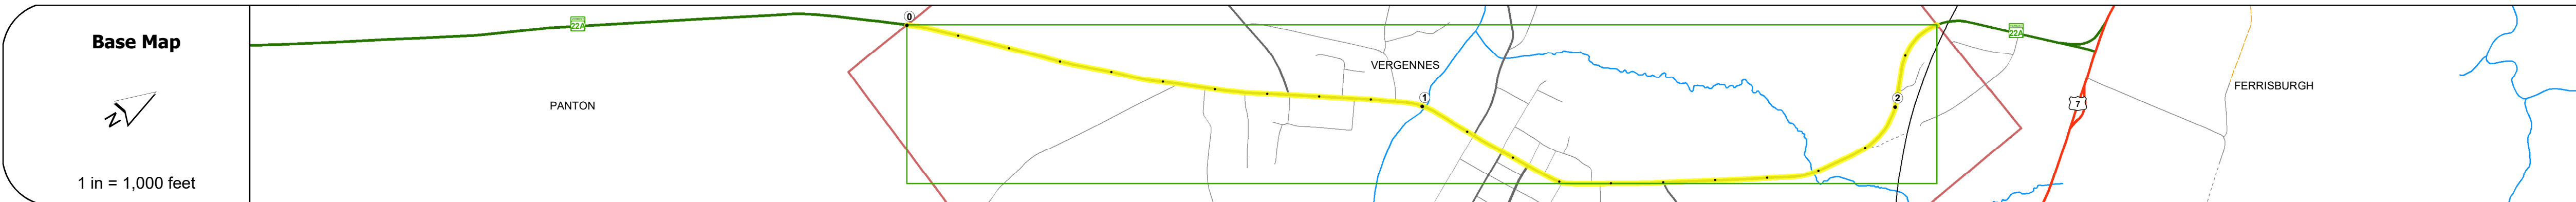 Base Map
N
1 in = 1,000 feet
PANTON
22A
0
VERGENNES
1
2
22A
7
FERRISBURGH